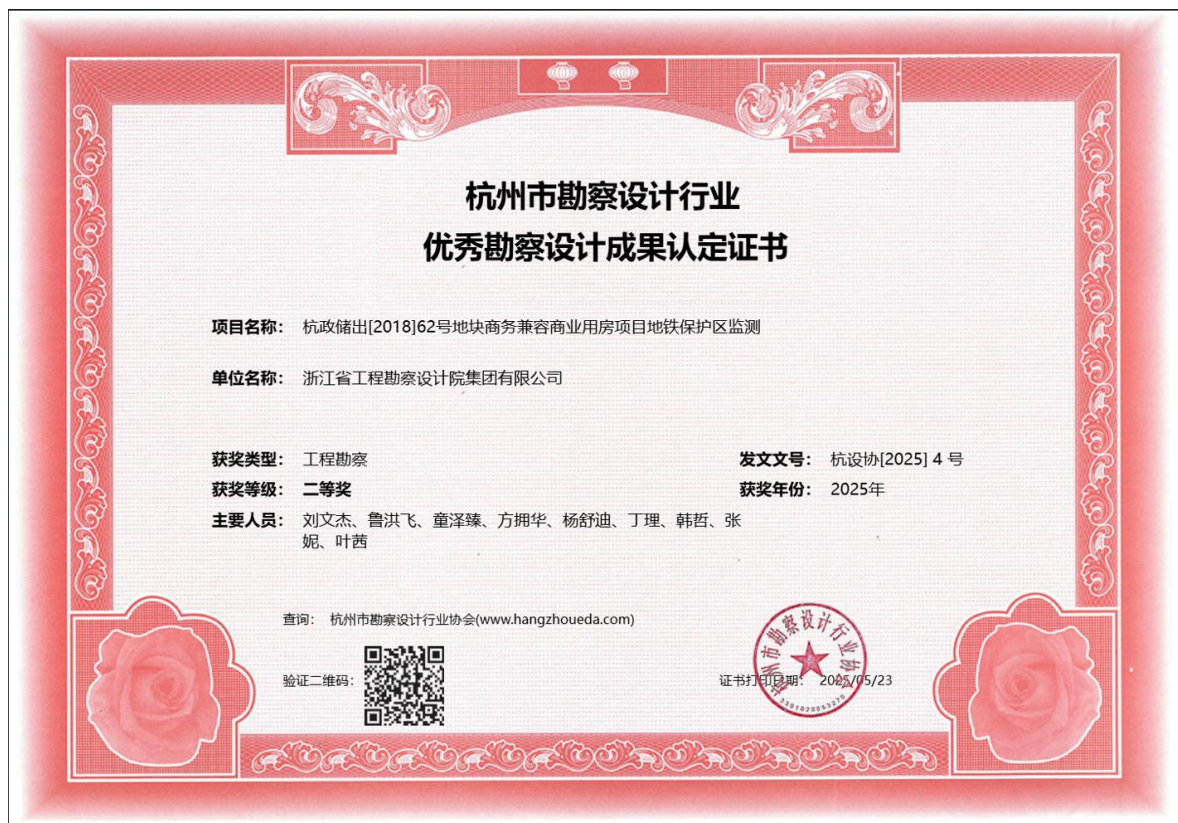 杭州市勘察设计行业
优秀勘察设计成果认定证书
项目名称： 杭政储出[2018]62号地块商务兼容商业用房项目地铁保护区监测
单位名称： 浙江省工程勘察设计院集团有限公司
获奖类型： 工程勘察
发文文号： 杭设协[2025] 4 号
获奖等级： 二等奖
获奖年份： 2025年
主要人员： 刘文杰、鲁洪飞、童泽臻、方拥华、杨舒迪、丁理、韩哲、张
妮、叶茜
查询： 杭州市勘察设计行业协会(www.hangzhoueda.com)
验证二维码：
证书打印日期： 2025/05/23
杭州市勘察设计行业协会